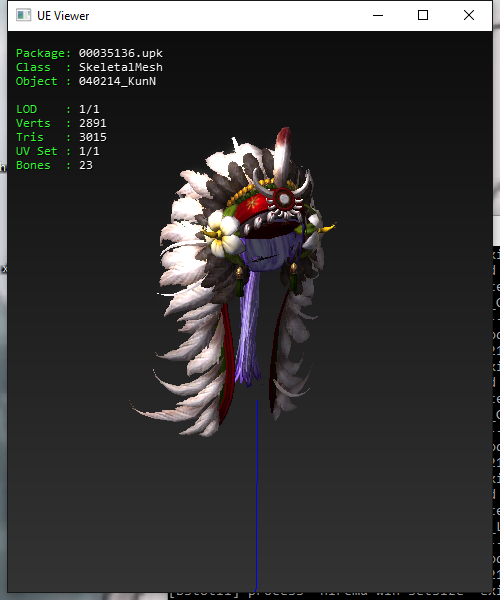 UE Viewer
Package: 00035136.upk
Class  : SkeletalMesh
Object : 040214_KunN
LOD    : 1/1
Verts  : 2891
Tris   : 3015
UV Set : 1/1
Bones  : 23